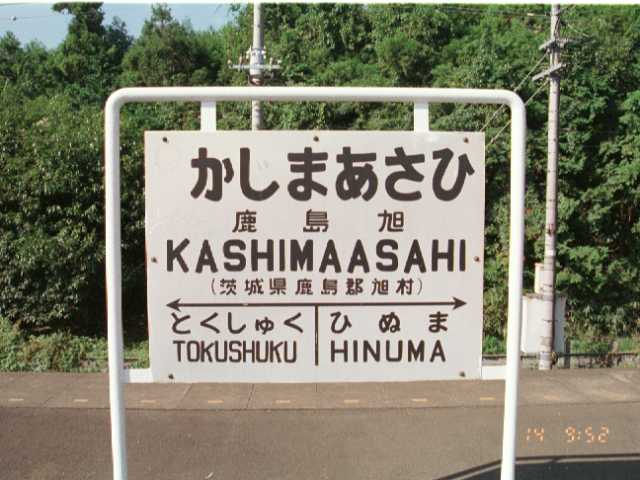 かしまあさひ
鹿島旭
KASHIMAASAHI
(茨城県鹿島郡旭村)
とくしゅく ひぬま
TOKUSHUKU HINUMA
14 9:52